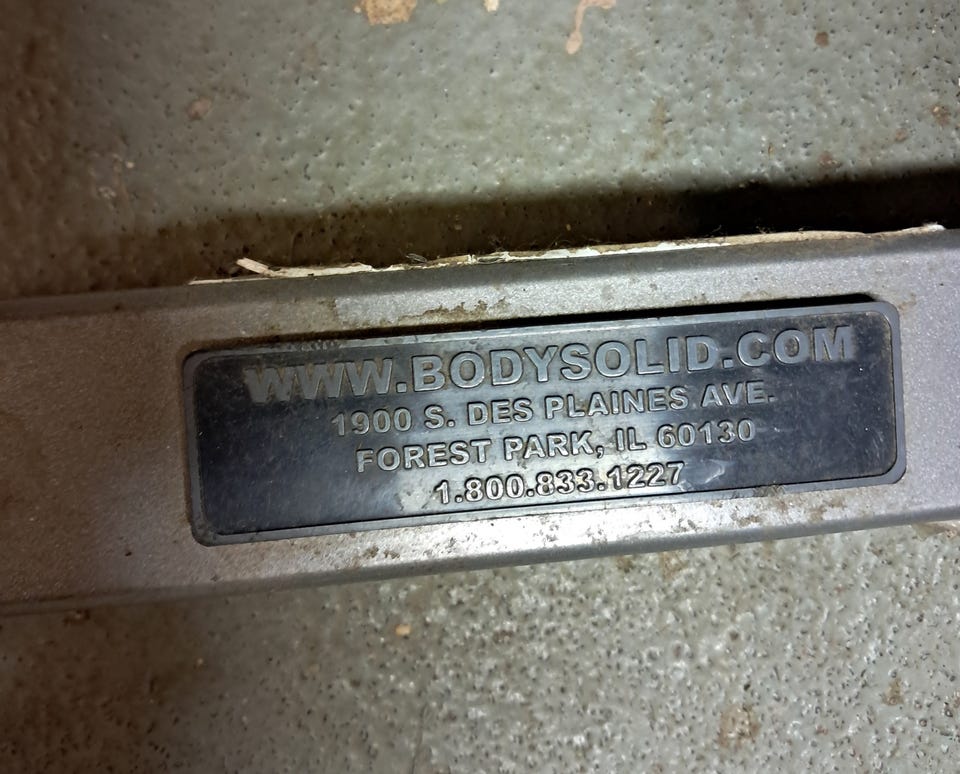 WWW.BODYSOLID.COM
1900 S. DES PLAINES AVE.
FOREST PARK, IL 60130
1.800.833.1227